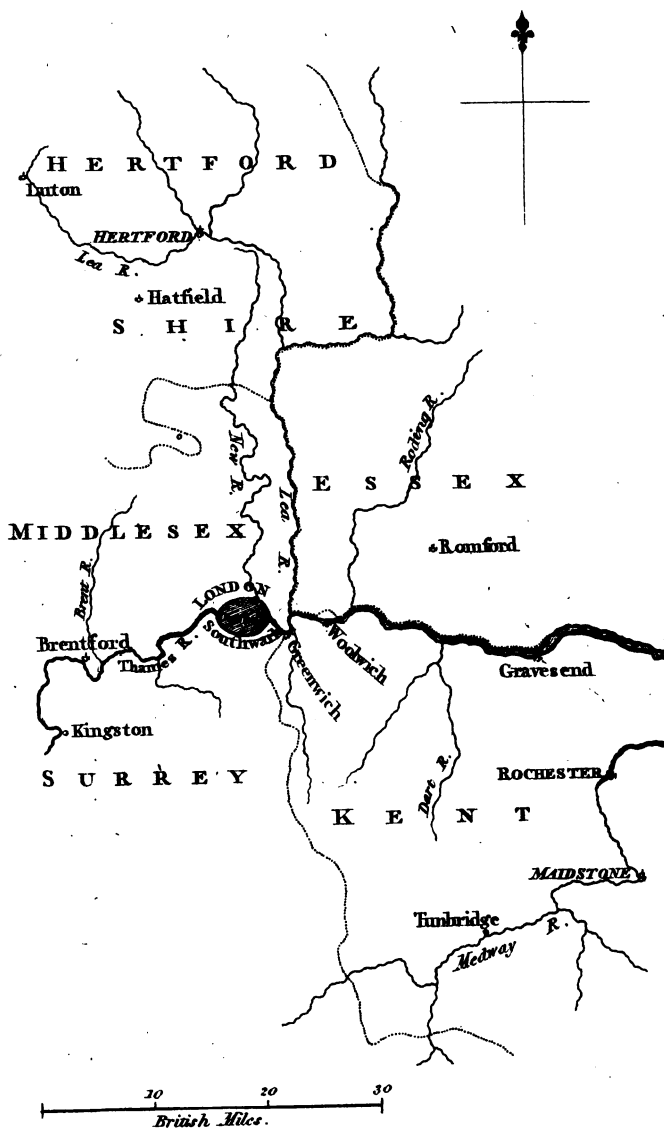 HERTFORD
Luton
HERTFORD
Lea R.
Hatfield
SHIRE
Roding R.
New R.
ESSEX
Lea R.
MIDDLESEX
Romford
Brent R.
LONDON
Southwark
Brentford
Thames R.
Woolwich
Greenwich
Gravesend
Kingston
SURREY
Dart R.
ROCHESTER
KENT
MAIDSTONE
Tunbridge
Medway R.
10 20 30
British Miles.